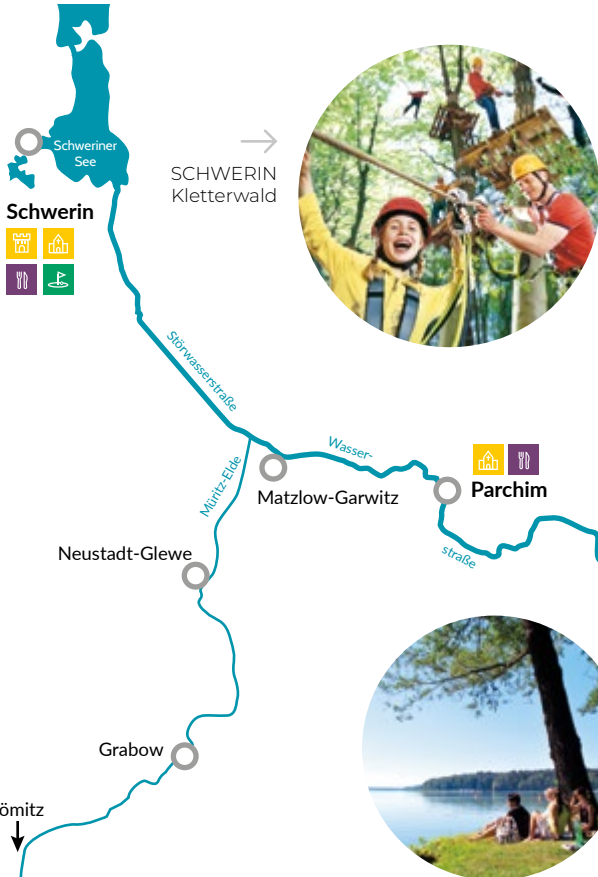 Schweriner
See
SCHWERIN
Kletterwald
Schwerin
Störwasserstraße
Müritz-Elde
Wasser-
straße
Matzlow-Garwitz
Parchim
Neustadt-Glewe
Grabow
ömitz